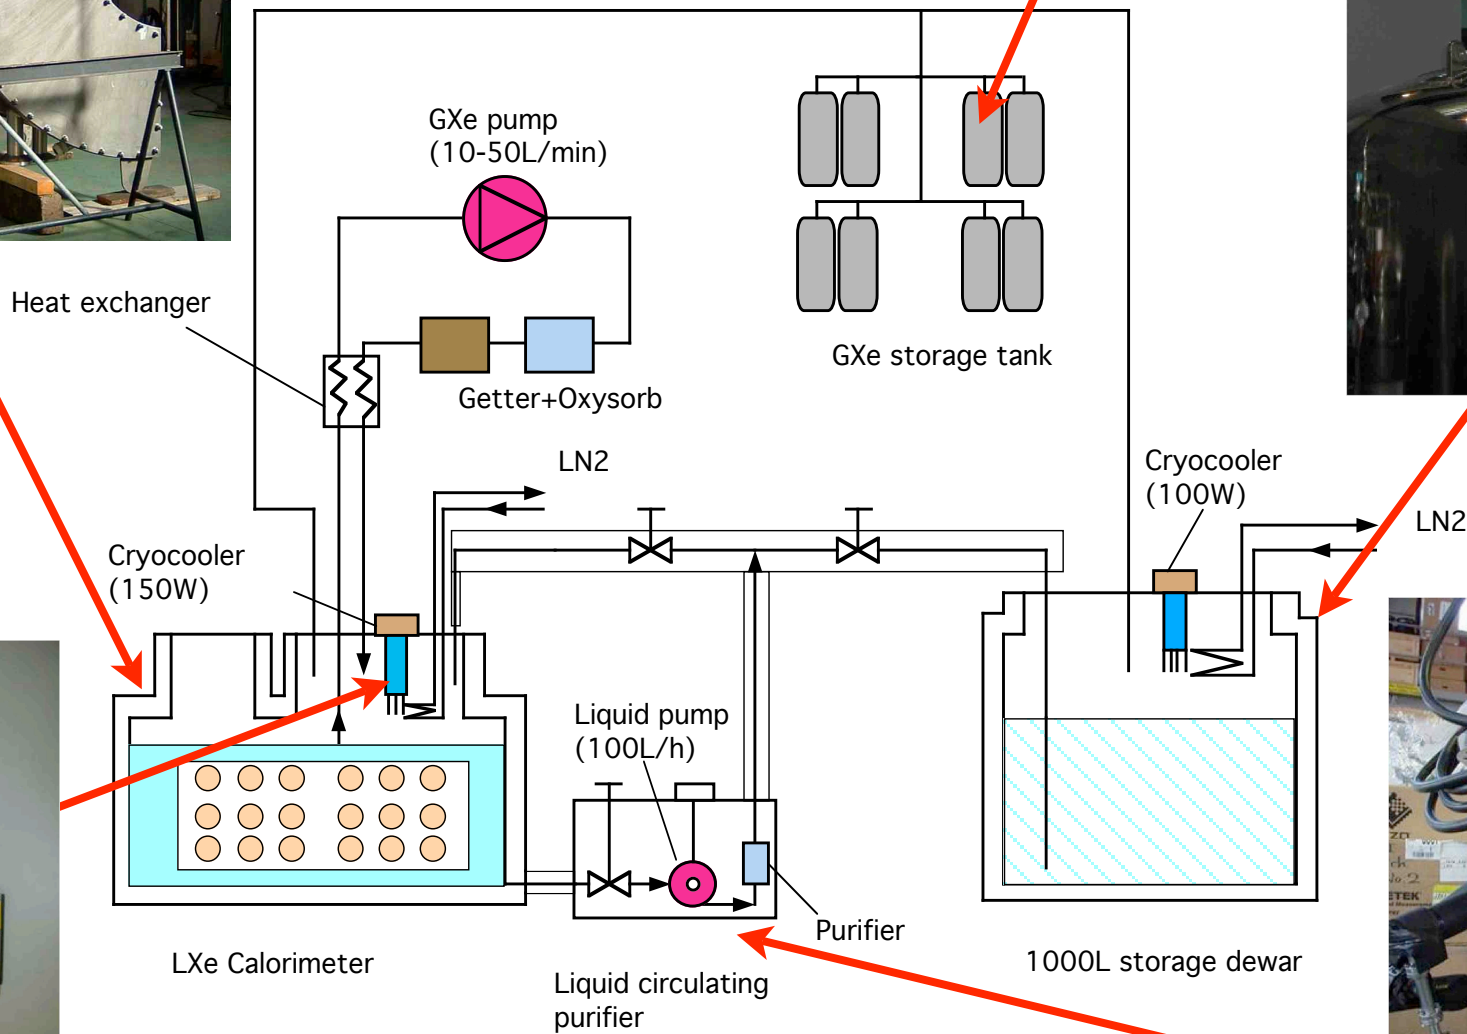 GXe pump
(10-50L/min)
Heat exchanger
GXe storage tank
Getter+Oxysorb
LN2
Cryocooler
(100W)
LN2
Cryocooler
(150W)
Liquid pump
(100L/h)
Purifier
LXe Calorimeter
1000L storage dewar
Liquid circulating
purifier